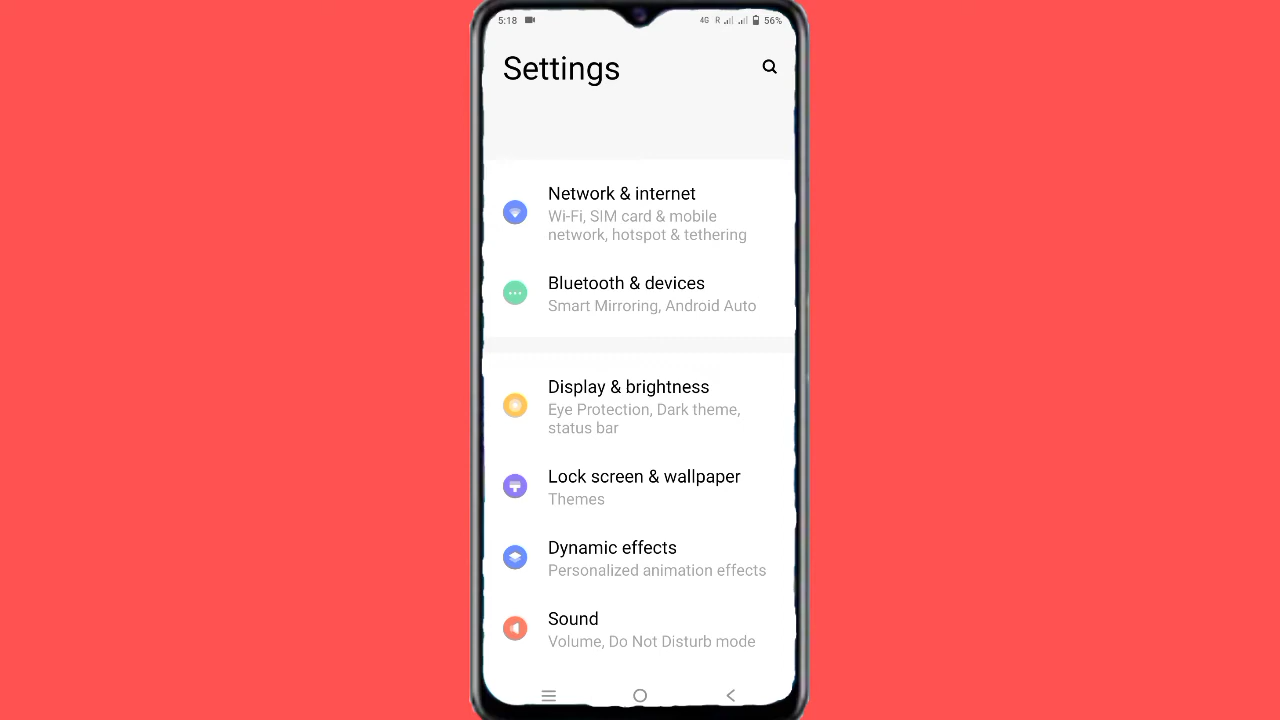 5:18 4G R 56%
Settings
Network & internet
Wi-Fi, SIM card & mobile
network, hotspot & tethering
Bluetooth & devices
Smart Mirroring, Android Auto
Display & brightness
Eye Protection, Dark theme,
status bar
Lock screen & wallpaper
Themes
Dynamic effects
Personalized animation effects
Sound
Volume, Do Not Disturb mode